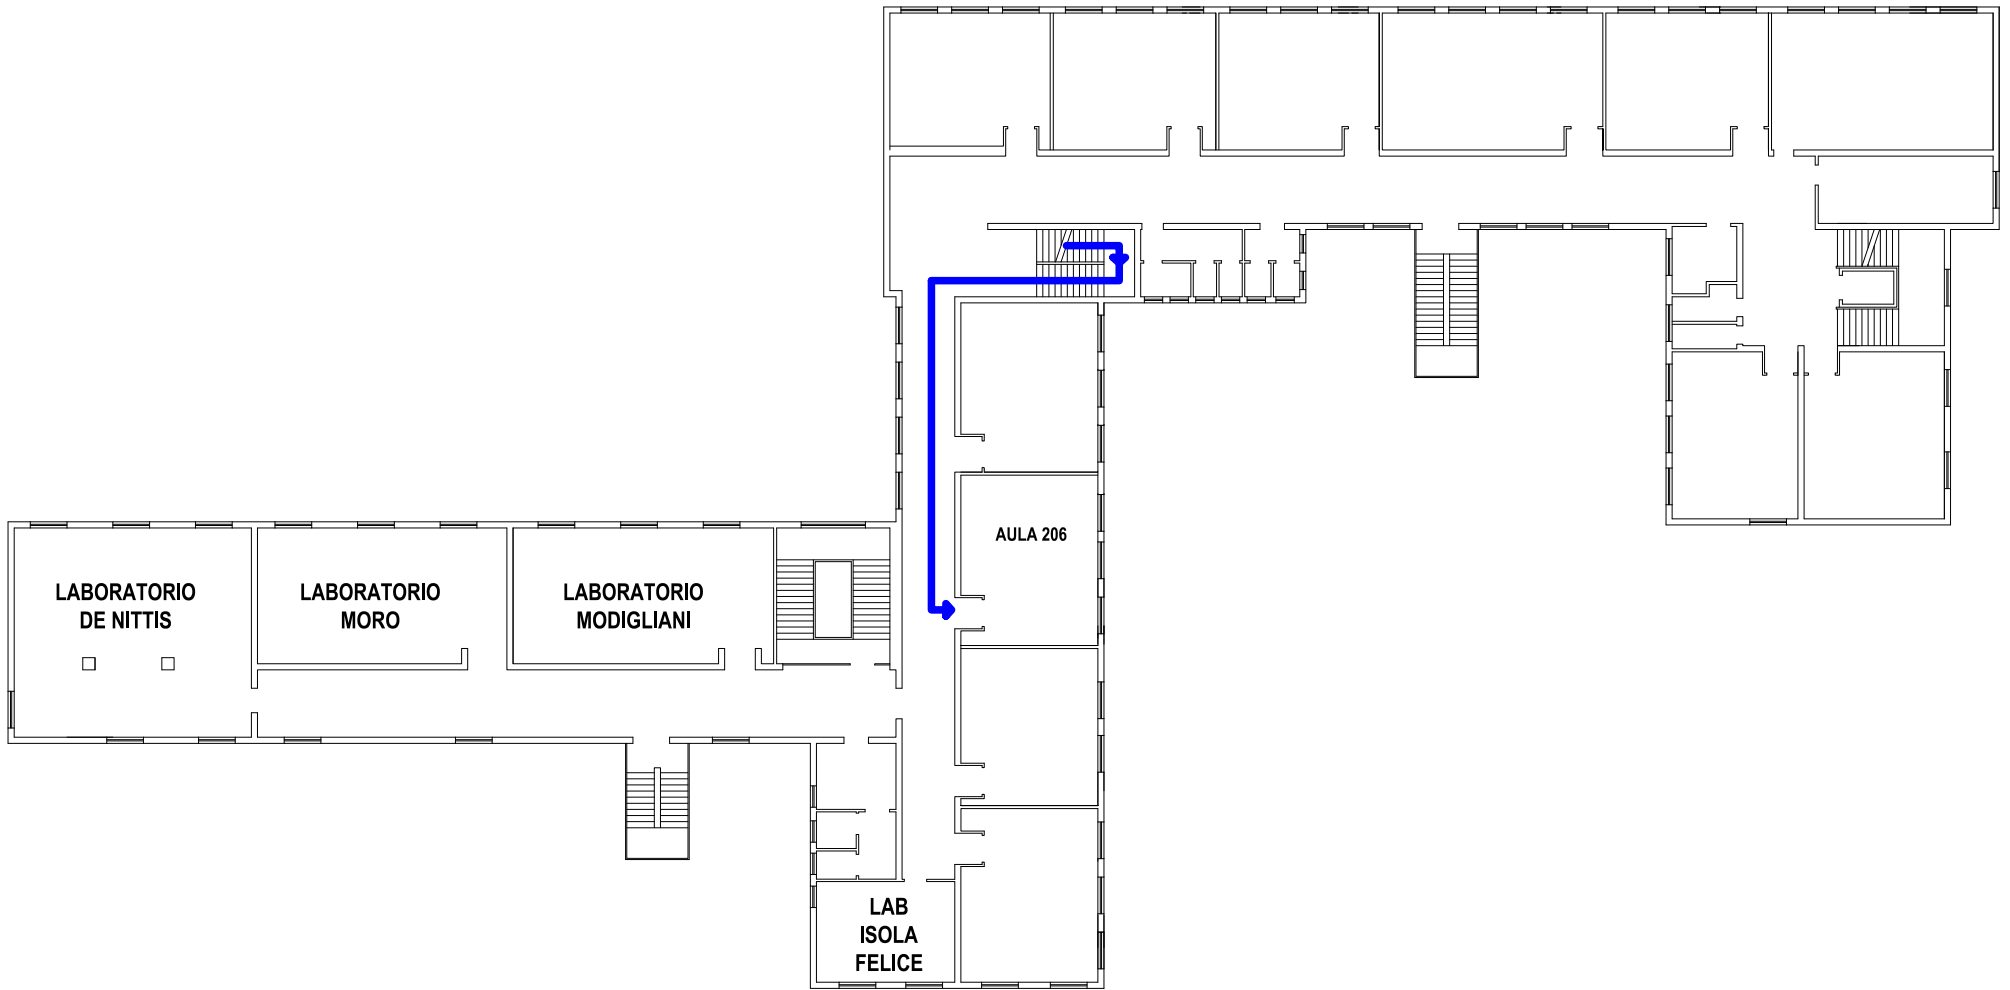 AULA 206
LABORATORIO
DE NITTIS
LABORATORIO
MORO
LABORATORIO
MODIGLIANI
LAB
ISOLA
FELICE